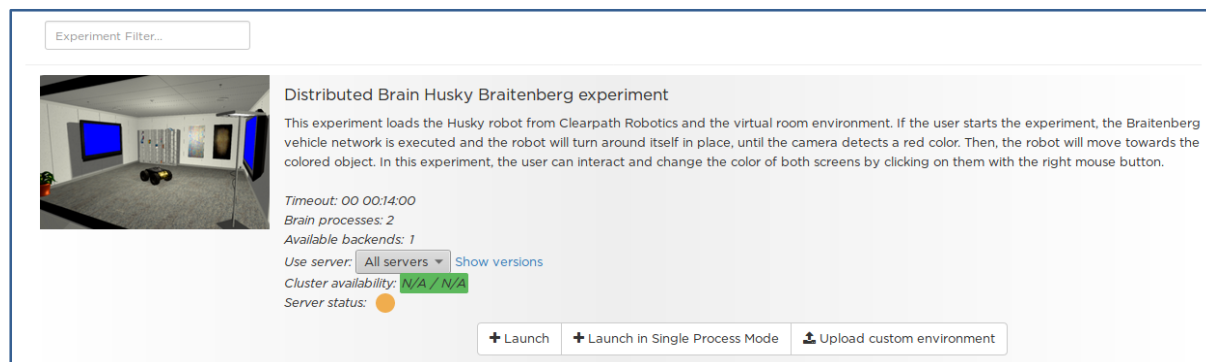 Experiment Filter...
Distributed Brain Husky Braitenberg experiment
This experiment loads the Husky robot from Clearpath Robotics and the virtual room environment. If the user starts the experiment, the Braitenberg
vehicle network is executed and the robot will turn around itself in place, until the camera detects a red color. Then, the robot will move towards the
colored object. In this experiment, the user can interact and change the color of both screens by clicking on them with the right mouse button.
Timeout: 00 00:14:00
Brain processes: 2
Available backends: 1
Use server: All servers Show versions
Cluster availability: N/A / N/A
Server status:
Launch Launch in Single Process Mode Upload custom environment